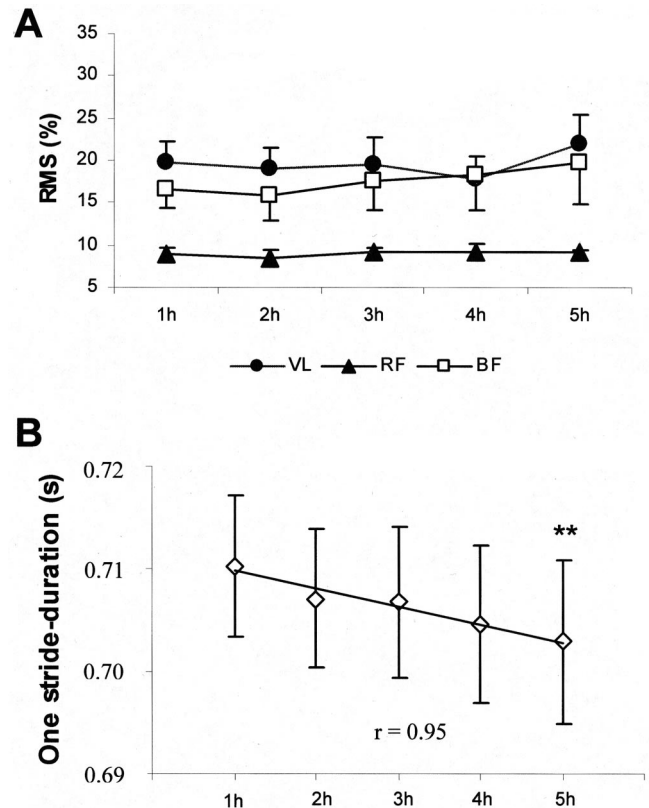 A
RMS (%)
35
30
25
20
15
10
5
1h 2h 3h 4h 5h
VL RF BF
B
One stride-duration (s)
0.72
0.71
0.70
0.69
**
r = 0.95
1h 2h 3h 4h 5h